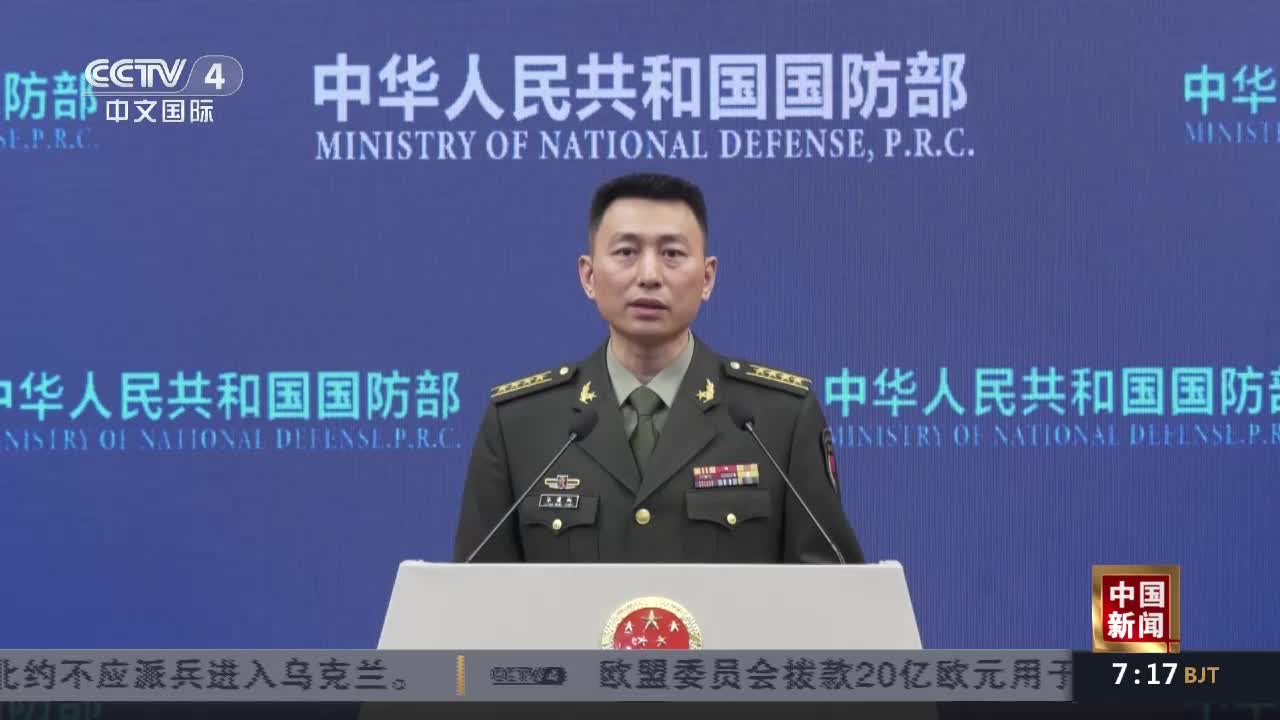 CCTV 4
中文国际
中华人民共和国国防部
MINISTRY OF NATIONAL DEFENSE, P.R.C.
防部
SE.P.R.C.
中华
MINISTRY
中华人民共和国国防部
MINISTRY OF NATIONAL DEFENSE.P.R.C.
中华人民共和国国防
MINISTRY OF NATIONAL DEFENSE.P.R.
中国
新闻
北约不应派兵进入乌克兰。 CCTV 4 欧盟委员会拨款20亿欧元用于
7:17 BJT